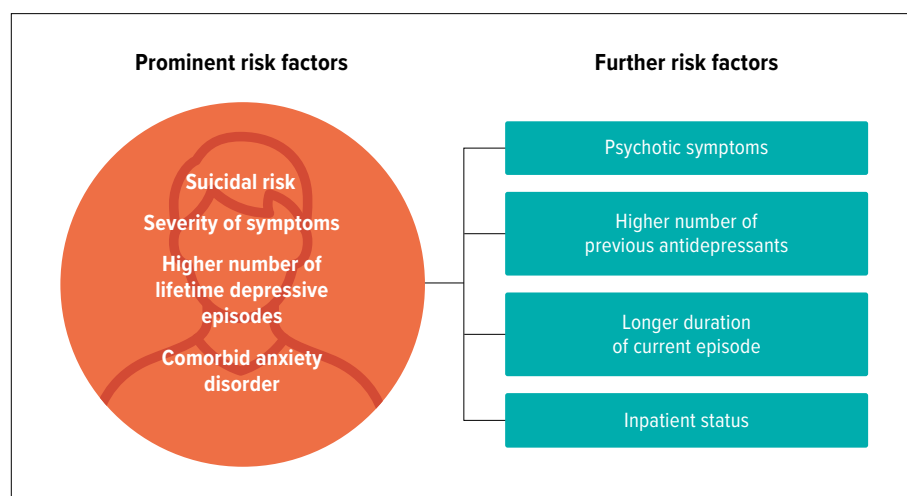 Prominent risk factors
Suicidal risk
Severity of symptoms
Higher number of
lifetime depressive
episodes
Comorbid anxiety
disorder
Further risk factors
Psychotic symptoms
Higher number of
previous antidepressants
Longer duration
of current episode
Inpatient status